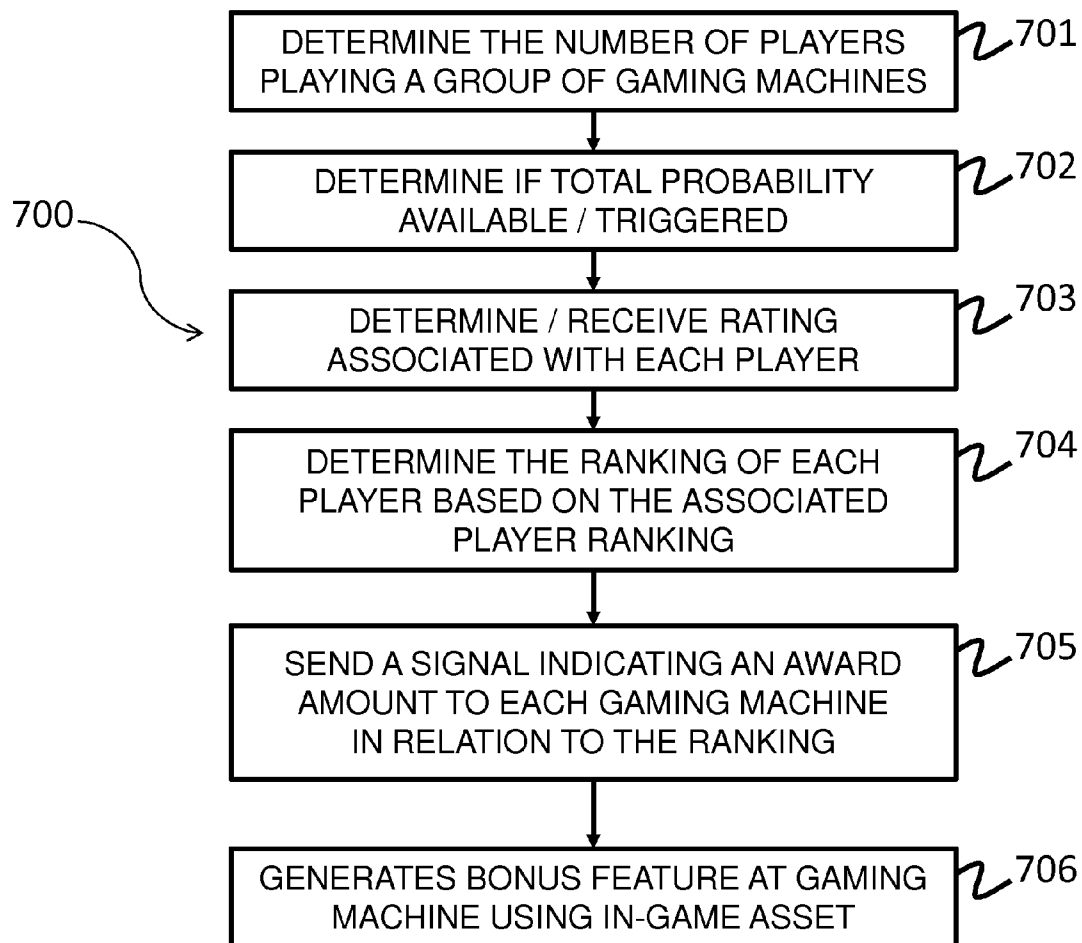 DETERMINE THE NUMBER OF PLAYERS
PLAYING A GROUP OF GAMING MACHINES
701
DETERMINE IF TOTAL PROBABILITY
AVAILABLE / TRIGGERED
702
700
DETERMINE / RECEIVE RATING
ASSOCIATED WITH EACH PLAYER
703
DETERMINE THE RANKING OF EACH
PLAYER BASED ON THE ASSOCIATED
PLAYER RANKING
704
SEND A SIGNAL INDICATING AN AWARD
AMOUNT TO EACH GAMING MACHINE
IN RELATION TO THE RANKING
705
GENERATES BONUS FEATURE AT GAMING
MACHINE USING IN-GAME ASSET
706